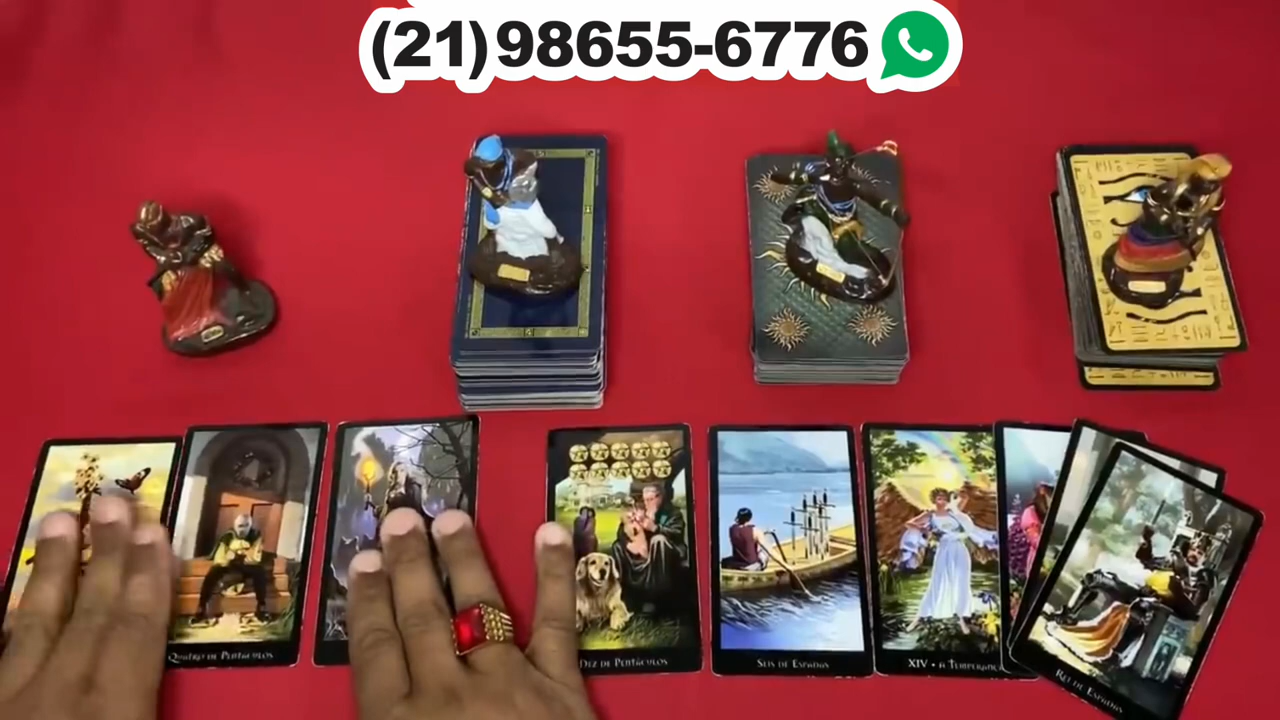 (21)98655-6776
QUATRO DE PENTÁCULOS
DEZ DE PENTÁCULOS
SEIS DE ESPADAS
XIV • A TEMPERANÇA
REI DE ESPADAS